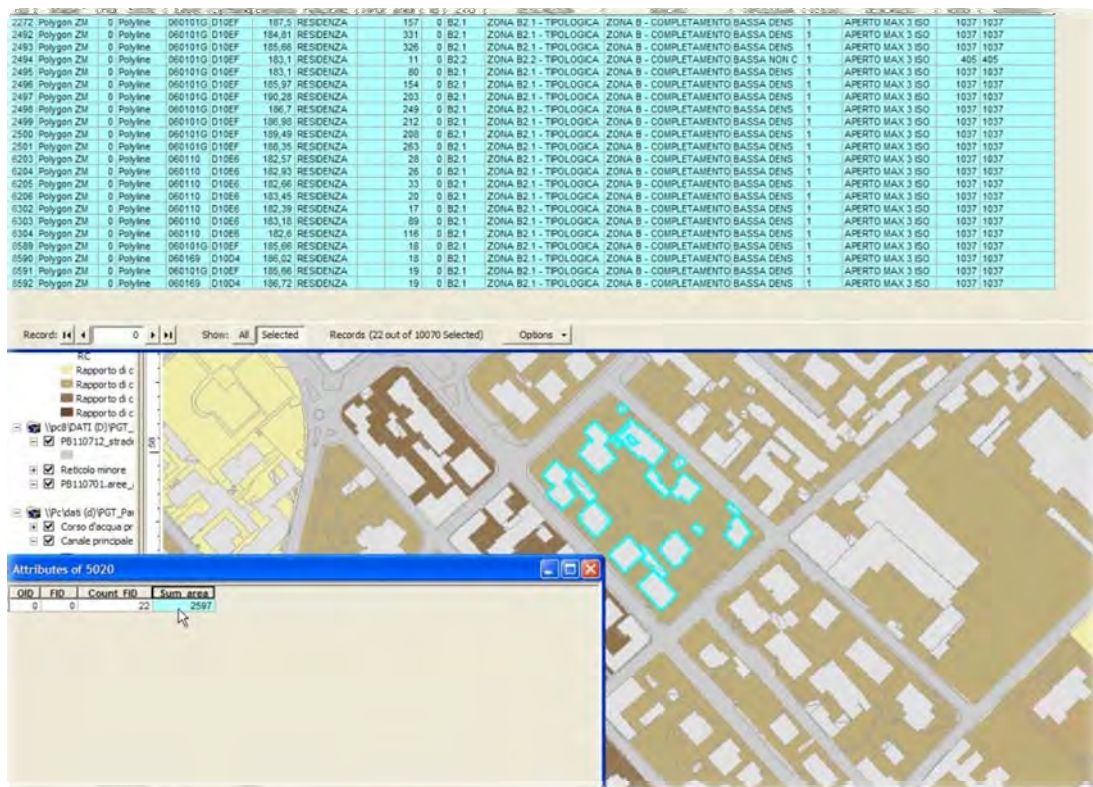 2272 Polygon ZM 0 Polyline 060101G D10EF 187,5 RESIDENZA 157 0 B2.1 ZONA B2.1 - TIPOLOGICA ZONA B - COMPLETAMENTO BASSA DENS 1 APERTO MAX 3 ISO 1037 1037
2492 Polygon ZM 0 Polyline 060101G D10EF 184,81 RESIDENZA 331 0 B2.1 ZONA B2.1 - TIPOLOGICA ZONA B - COMPLETAMENTO BASSA DENS 1 APERTO MAX 3 ISO 1037 1037
2493 Polygon ZM 0 Polyline 060101G D10EF 185,66 RESIDENZA 326 0 B2.1 ZONA B2.1 - TIPOLOGICA ZONA B - COMPLETAMENTO BASSA DENS 1 APERTO MAX 3 ISO 1037 1037
2494 Polygon ZM 0 Polyline 060101G D10EF 183,1 RESIDENZA 11 0 B2.2 ZONA B2.2 - TIPOLOGICA ZONA B - COMPLETAMENTO BASSA NON C 1 APERTO MAX 3 ISO 405 405
2495 Polygon ZM 0 Polyline 060101G D10EF 183,1 RESIDENZA 80 0 B2.1 ZONA B2.1 - TIPOLOGICA ZONA B - COMPLETAMENTO BASSA DENS 1 APERTO MAX 3 ISO 1037 1037
2496 Polygon ZM 0 Polyline 060101G D10EF 185,97 RESIDENZA 154 0 B2.1 ZONA B2.1 - TIPOLOGICA ZONA B - COMPLETAMENTO BASSA DENS 1 APERTO MAX 3 ISO 1037 1037
2497 Polygon ZM 0 Polyline 060101G D10EF 190,28 RESIDENZA 203 0 B2.1 ZONA B2.1 - TIPOLOGICA ZONA B - COMPLETAMENTO BASSA DENS 1 APERTO MAX 3 ISO 1037 1037
2498 Polygon ZM 0 Polyline 060101G D10EF 186,7 RESIDENZA 249 0 B2.1 ZONA B2.1 - TIPOLOGICA ZONA B - COMPLETAMENTO BASSA DENS 1 APERTO MAX 3 ISO 1037 1037
2499 Polygon ZM 0 Polyline 060101G D10EF 186,98 RESIDENZA 212 0 B2.1 ZONA B2.1 - TIPOLOGICA ZONA B - COMPLETAMENTO BASSA DENS 1 APERTO MAX 3 ISO 1037 1037
2500 Polygon ZM 0 Polyline 060101G D10EF 189,49 RESIDENZA 208 0 B2.1 ZONA B2.1 - TIPOLOGICA ZONA B - COMPLETAMENTO BASSA DENS 1 APERTO MAX 3 ISO 1037 1037
2501 Polygon ZM 0 Polyline 060101G D10EF 188,35 RESIDENZA 263 0 B2.1 ZONA B2.1 - TIPOLOGICA ZONA B - COMPLETAMENTO BASSA DENS 1 APERTO MAX 3 ISO 1037 1037
6203 Polygon ZM 0 Polyline 060110 D10E6 182,57 RESIDENZA 28 0 B2.1 ZONA B2.1 - TIPOLOGICA ZONA B - COMPLETAMENTO BASSA DENS 1 APERTO MAX 3 ISO 1037 1037
6204 Polygon ZM 0 Polyline 060110 D10E6 182,93 RESIDENZA 26 0 B2.1 ZONA B2.1 - TIPOLOGICA ZONA B - COMPLETAMENTO BASSA DENS 1 APERTO MAX 3 ISO 1037 1037
6205 Polygon ZM 0 Polyline 060110 D10E6 182,66 RESIDENZA 33 0 B2.1 ZONA B2.1 - TIPOLOGICA ZONA B - COMPLETAMENTO BASSA DENS 1 APERTO MAX 3 ISO 1037 1037
6206 Polygon ZM 0 Polyline 060110 D10E6 183,45 RESIDENZA 20 0 B2.1 ZONA B2.1 - TIPOLOGICA ZONA B - COMPLETAMENTO BASSA DENS 1 APERTO MAX 3 ISO 1037 1037
6302 Polygon ZM 0 Polyline 060110 D10E6 182,39 RESIDENZA 17 0 B2.1 ZONA B2.1 - TIPOLOGICA ZONA B - COMPLETAMENTO BASSA DENS 1 APERTO MAX 3 ISO 1037 1037
6303 Polygon ZM 0 Polyline 060110 D10E6 183,18 RESIDENZA 89 0 B2.1 ZONA B2.1 - TIPOLOGICA ZONA B - COMPLETAMENTO BASSA DENS 1 APERTO MAX 3 ISO 1037 1037
6304 Polygon ZM 0 Polyline 060110 D10E6 182,6 RESIDENZA 116 0 B2.1 ZONA B2.1 - TIPOLOGICA ZONA B - COMPLETAMENTO BASSA DENS 1 APERTO MAX 3 ISO 1037 1037
8589 Polygon ZM 0 Polyline 060101G D10EF 185,66 RESIDENZA 18 0 B2.1 ZONA B2.1 - TIPOLOGICA ZONA B - COMPLETAMENTO BASSA DENS 1 APERTO MAX 3 ISO 1037 1037
8590 Polygon ZM 0 Polyline 060169 D10D4 186,02 RESIDENZA 18 0 B2.1 ZONA B2.1 - TIPOLOGICA ZONA B - COMPLETAMENTO BASSA DENS 1 APERTO MAX 3 ISO 1037 1037
8591 Polygon ZM 0 Polyline 060101G D10EF 185,66 RESIDENZA 19 0 B2.1 ZONA B2.1 - TIPOLOGICA ZONA B - COMPLETAMENTO BASSA DENS 1 APERTO MAX 3 ISO 1037 1037
8592 Polygon ZM 0 Polyline 060169 D10D4 186,72 RESIDENZA 19 0 B2.1 ZONA B2.1 - TIPOLOGICA ZONA B - COMPLETAMENTO BASSA DENS 1 APERTO MAX 3 ISO 1037 1037
Record: 0 Show: All Selected Records (22 out of 10070 Selected) Options
RC
Rapporto di c
Rapporto di c
Rapporto di c
Rapporto di c
\\pc8\DATI (D)\PGT_
PB110712_strade
Reticolo minore
PB110701.aree_
\\Pc\dati (d)\PGT_Par
Corso d'acqua pr
Canale principale
150
Attributes of 5020
OID FID Count_FID Sum_area
0 0 22 2597